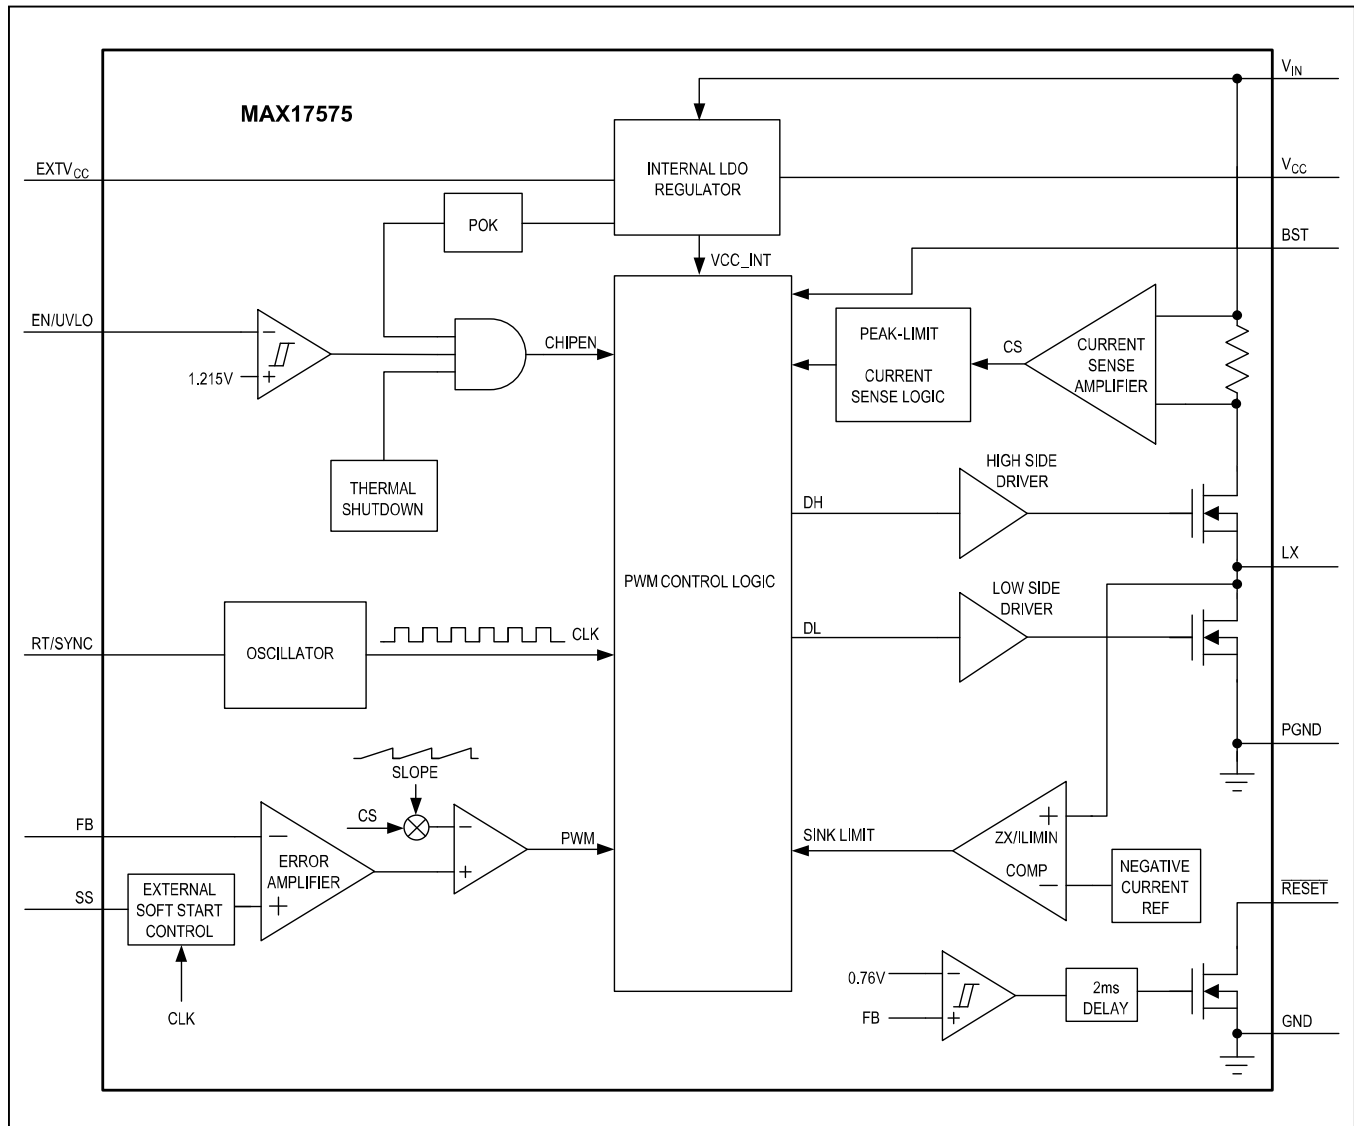 MAX17575
V_IN
EXTV_CC
INTERNAL LDO
REGULATOR
V_CC
POK
BST
VCC_INT
EN/UVLO
1.215V
CHIPEN
PEAK-LIMIT
CURRENT
SENSE LOGIC
CS
CURRENT
SENSE
AMPLIFIER
THERMAL
SHUTDOWN
HIGH SIDE
DRIVER
DH
LX
PWM CONTROL LOGIC
LOW SIDE
DRIVER
DL
RT/SYNC
OSCILLATOR
CLK
PGND
SLOPE
CS
FB
ERROR
AMPLIFIER
PWM
SINK LIMIT
ZX/ILIMIN
COMP
NEGATIVE
CURRENT
REF
SS
EXTERNAL
SOFT START
CONTROL
CLK
RESET
0.76V
FB
2ms
DELAY
GND